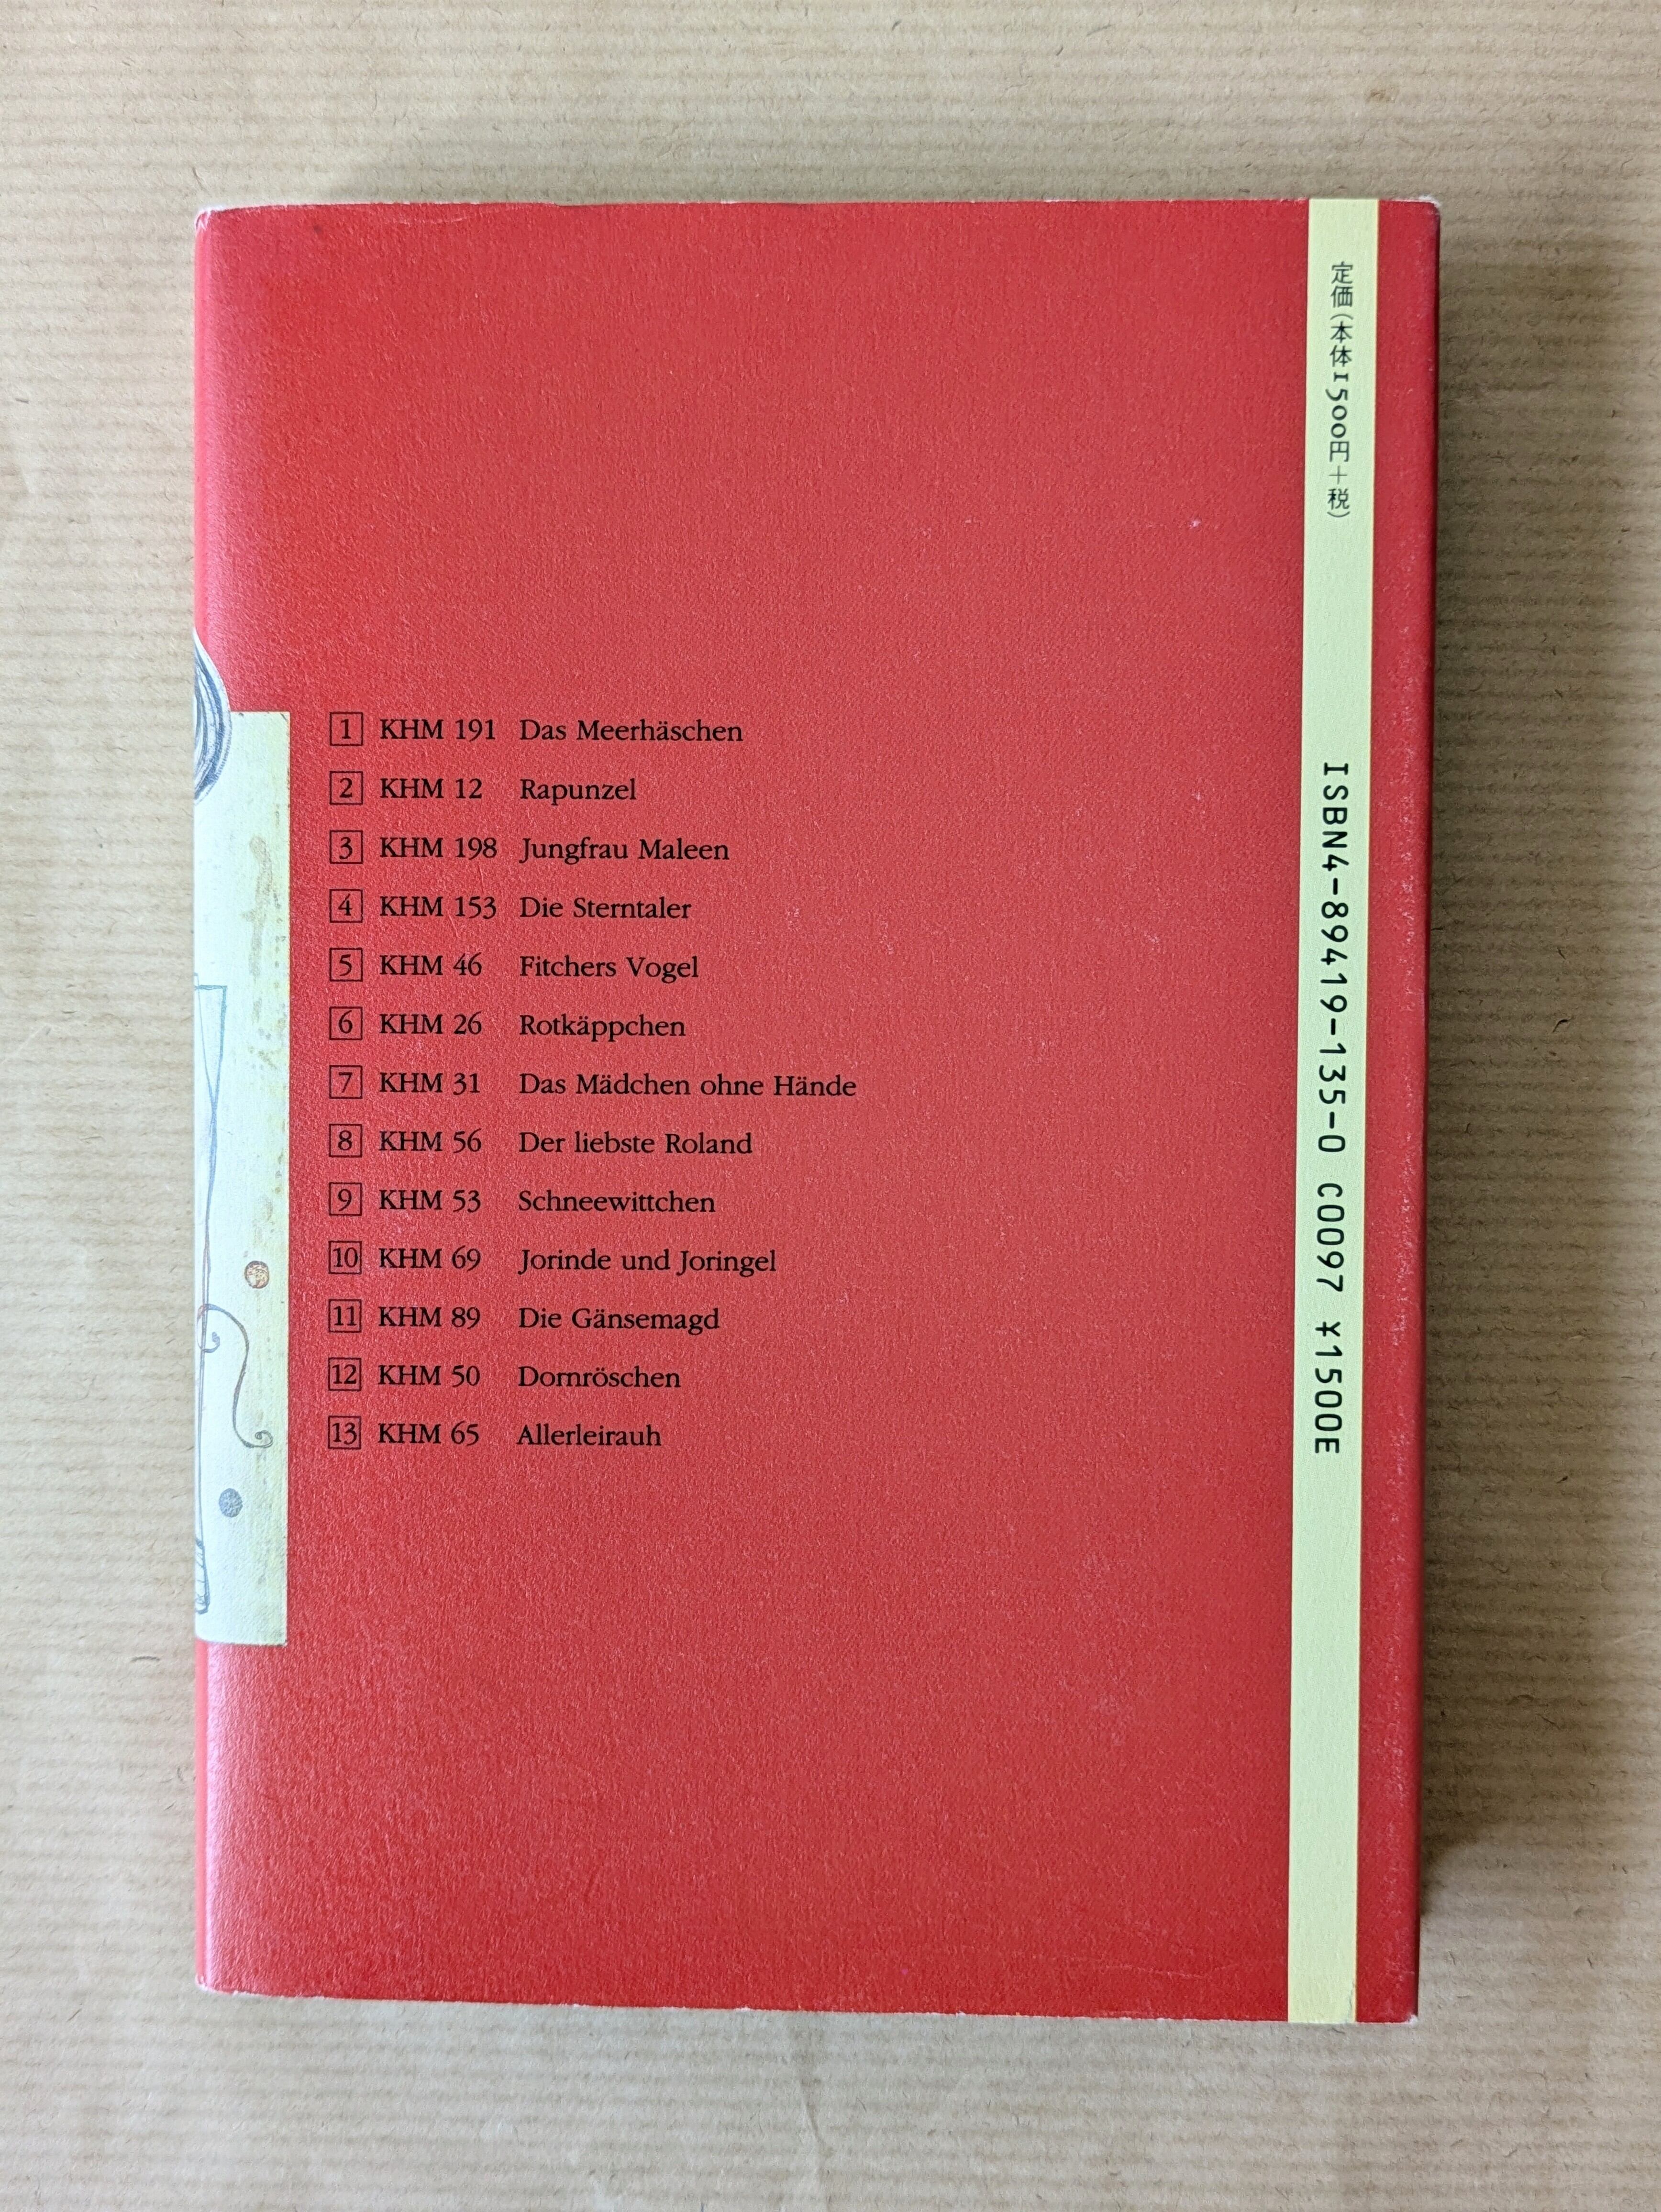 1 KHM 191 Das Meerhäschen
2 KHM 12 Rapunzel
3 KHM 198 Jungfrau Maleen
4 KHM 153 Die Sterntaler
5 KHM 46 Fitchers Vogel
6 KHM 26 Rotkäppchen
7 KHM 31 Das Mädchen ohne Hände
8 KHM 56 Der liebste Roland
9 KHM 53 Schneewittchen
10 KHM 69 Jorinde und Joringel
11 KHM 89 Die Gänsemagd
12 KHM 50 Dornröschen
13 KHM 65 Allerleirauh
定価(本体1500円+税)
ISBN4-89419-135-0 C0097 ¥1500E